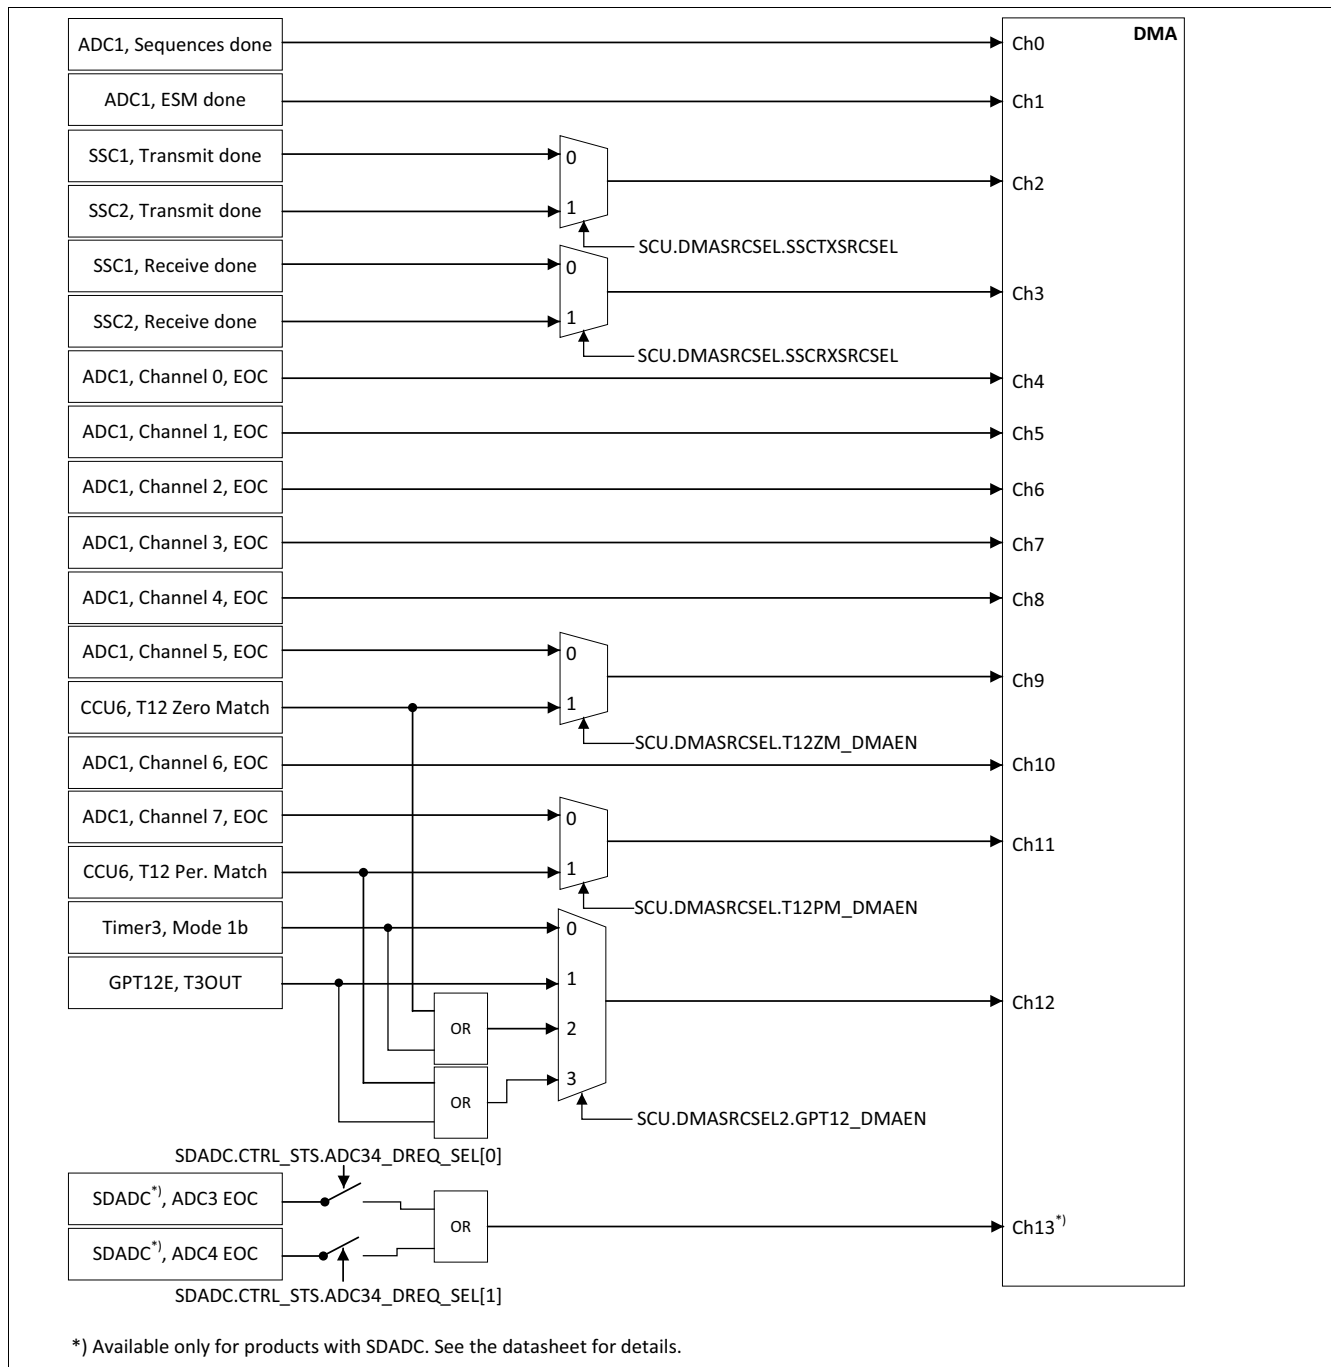 DMA
ADC1, Sequences done
Ch0
ADC1, ESM done
Ch1
SSC1, Transmit done
0
Ch2
SSC2, Transmit done
1
SCU.DMASRCSEL.SSCTXSRCSEL
SSC1, Receive done
0
Ch3
SSC2, Receive done
1
SCU.DMASRCSEL.SSCRXSRCSEL
ADC1, Channel 0, EOC
Ch4
ADC1, Channel 1, EOC
Ch5
ADC1, Channel 2, EOC
Ch6
ADC1, Channel 3, EOC
Ch7
ADC1, Channel 4, EOC
Ch8
ADC1, Channel 5, EOC
0
Ch9
CCU6, T12 Zero Match
1
SCU.DMASRCSEL.T12ZM_DMAEN
ADC1, Channel 6, EOC
Ch10
ADC1, Channel 7, EOC
0
Ch11
CCU6, T12 Per. Match
1
SCU.DMASRCSEL.T12PM_DMAEN
Timer3, Mode 1b
0
GPT12E, T3OUT
1
Ch12
OR
2
OR
3
SCU.DMASRCSEL2.GPT12_DMAEN
SDADC.CTRL_STS.ADC34_DREQ_SEL[0]
SDADC*), ADC3 EOC
OR
Ch13*)
SDADC*), ADC4 EOC
SDADC.CTRL_STS.ADC34_DREQ_SEL[1]
*) Available only for products with SDADC. See the datasheet for details.